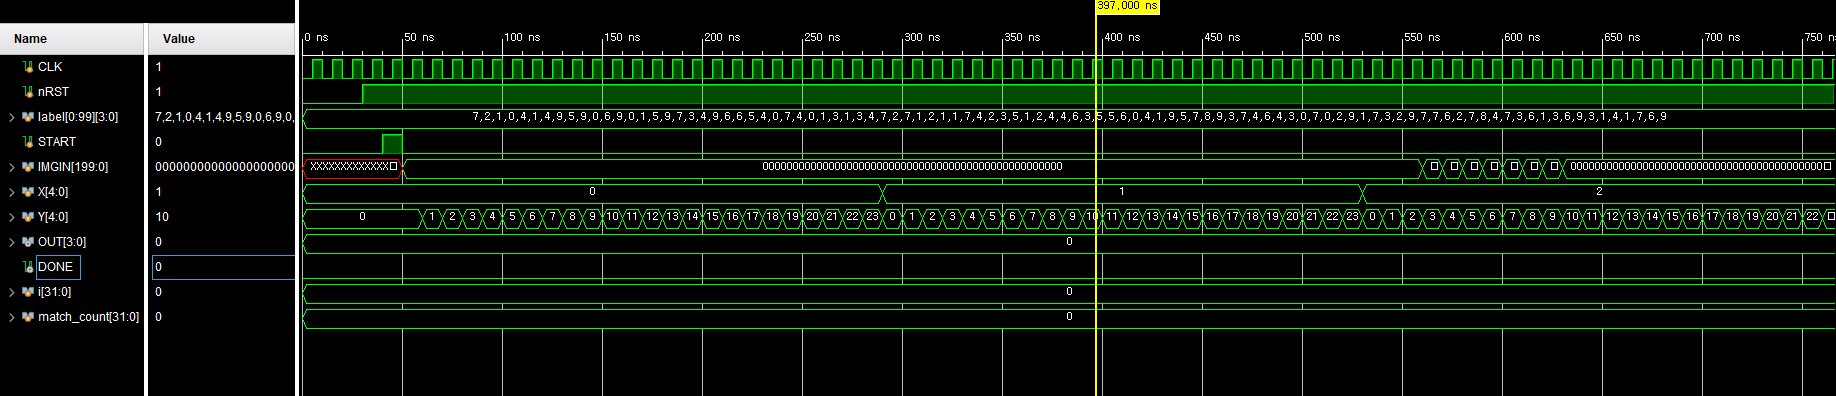 397,000 ns
Name Value
0 ns 50 ns 100 ns 150 ns 200 ns 250 ns 300 ns 350 ns 400 ns 450 ns 500 ns 550 ns 600 ns 650 ns 700 ns 750 ns
CLK 1
nRST 1
label[0:99][3:0] 7,2,1,0,4,1,4,9,5,9,0,6,9,0, 7,2,1,0,4,1,4,9,5,9,0,6,9,0,1,5,9,7,3,4,9,6,6,5,4,0,7,4,0,1,3,1,3,4,7,2,7,1,2,1,1,7,4,2,3,5,1,2,4,4,6,3,5,5,6,0,4,1,9,5,7,8,9,3,7,4,6,4,3,0,7,0,2,9,1,7,3,2,9,7,7,6,2,7,8,4,7,3,6,1,3,6,9,3,1,4,1,7,6,9
START 0
IMGIN[199:0] 00000000000000000000 XXXXXXXXXXXXX 00000000000000000000000000000000000000000000000000 000000000000000000000000000000000000000000
X[4:0] 1 0 1 2
Y[4:0] 10 0 1 2 3 4 5 6 7 8 9 10 11 12 13 14 15 16 17 18 19 20 21 22 23 0 1 2 3 4 5 6 7 8 9 10 11 12 13 14 15 16 17 18 19 20 21 22 23 0 1 2 3 4 5 6 7 8 9 10 11 12 13 14 15 16 17 18 19 20 21 22
OUT[3:0] 0 0
DONE 0
i[31:0] 0 0
match_count[31:0] 0 0